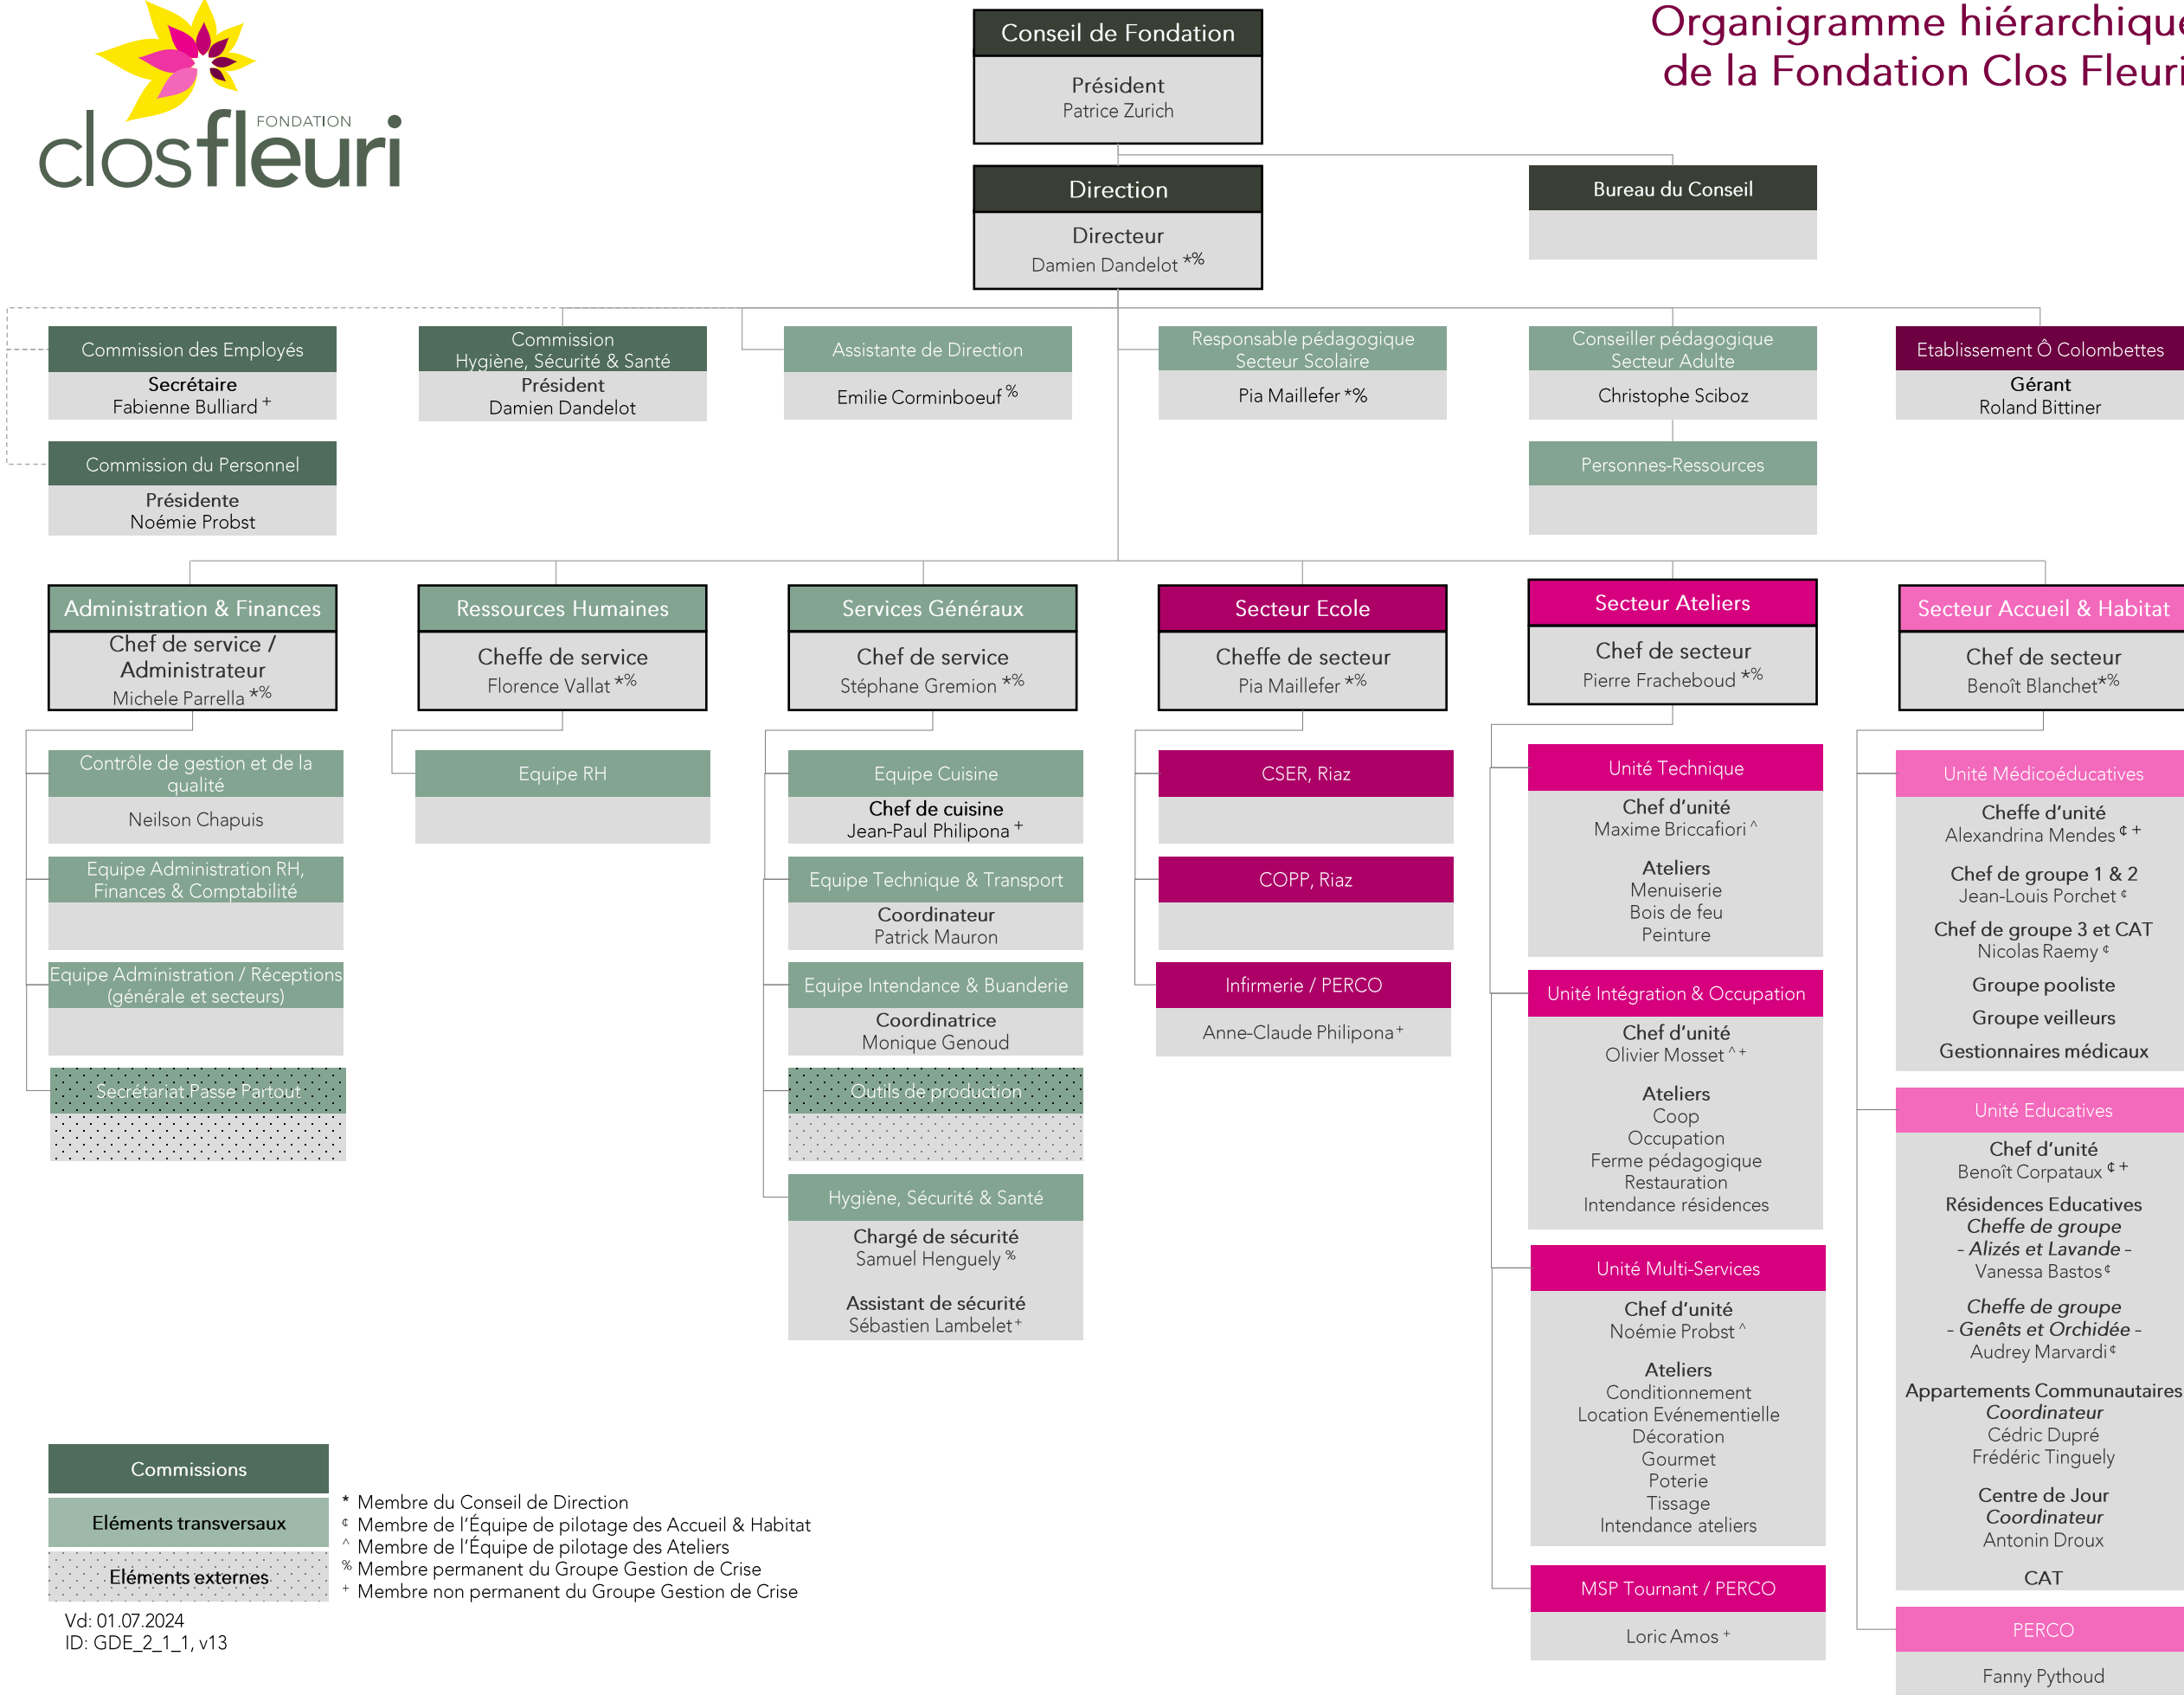 FONDATION
closfleuri
Organigramme hiérarchique
de la Fondation Clos Fleuri
Conseil de Fondation
Président
Patrice Zurich
Direction
Directeur
Damien Dandelot *%
Bureau du Conseil
Commission des Employés
Secrétaire
Fabienne Bulliard +
Commission
Hygiène, Sécurité & Santé
Président
Damien Dandelot
Assistante de Direction
Emilie Corminboeuf %
Responsable pédagogique
Secteur Scolaire
Pia Maillefer *%
Conseiller pédagogique
Secteur Adulte
Christophe Sciboz
Etablissement Ô Colombettes
Gérant
Roland Bittiner
Commission du Personnel
Présidente
Noémie Probst
Personnes-Ressources
Administration & Finances
Chef de service /
Administrateur
Michele Parrella *%
Ressources Humaines
Cheffe de service
Florence Vallat *%
Services Généraux
Chef de service
Stéphane Gremion *%
Secteur Ecole
Cheffe de secteur
Pia Maillefer *%
Secteur Ateliers
Chef de secteur
Pierre Fracheboud *%
Secteur Accueil & Habitat
Chef de secteur
Benoît Blanchet*%
Contrôle de gestion et de la
qualité
Neilson Chapuis
Equipe Administration RH,
Finances & Comptabilité
Equipe Administration / Réceptions
(générale et secteurs)
Secrétariat Passe Partout
Equipe RH
Equipe Cuisine
Chef de cuisine
Jean-Paul Philipona +
Equipe Technique & Transport
Coordinateur
Patrick Mauron
Equipe Intendance & Buanderie
Coordinatrice
Monique Genoud
Outils de production
Hygiène, Sécurité & Santé
Chargé de sécurité
Samuel Henguely %
Assistant de sécurité
Sébastien Lambelet+
CSER, Riaz
COPP, Riaz
Infirmerie / PERCO
Anne-Claude Philipona+
Unité Technique
Chef d'unité
Maxime Briccafiori ^
Ateliers
Menuiserie
Bois de feu
Peinture
Unité Intégration & Occupation
Chef d'unité
Olivier Mosset ^ +
Ateliers
Coop
Occupation
Ferme pédagogique
Restauration
Intendance résidences
Unité Multi-Services
Chef d'unité
Noémie Probst ^
Ateliers
Conditionnement
Location Evénementielle
Décoration
Gourmet
Poterie
Tissage
Intendance ateliers
MSP Tournant / PERCO
Loric Amos +
Unité Médicoéducatives
Cheffe d'unité
Alexandrina Mendes ¢ +
Chef de groupe 1 & 2
Jean-Louis Porchet ¢
Chef de groupe 3 et CAT
Nicolas Raemy ¢
Groupe pooliste
Groupe veilleurs
Gestionnaires médicaux
Unité Educatives
Chef d'unité
Benoît Corpataux ¢ +
Résidences Educatives
Cheffe de groupe
- Alizés et Lavande -
Vanessa Bastos ¢
Cheffe de groupe
- Genêts et Orchidée -
Audrey Marvardi ¢
Appartements Communautaires
Coordinateur
Cédric Dupré
Frédéric Tinguely
Centre de Jour
Coordinateur
Antonin Droux
CAT
PERCO
Fanny Pythoud
Commissions
Eléments transversaux
Eléments externes
* Membre du Conseil de Direction
¢ Membre de l'Équipe de pilotage des Accueil & Habitat
^ Membre de l'Équipe de pilotage des Ateliers
% Membre permanent du Groupe Gestion de Crise
+ Membre non permanent du Groupe Gestion de Crise
Vd: 01.07.2024
ID: GDE_2_1_1, v13